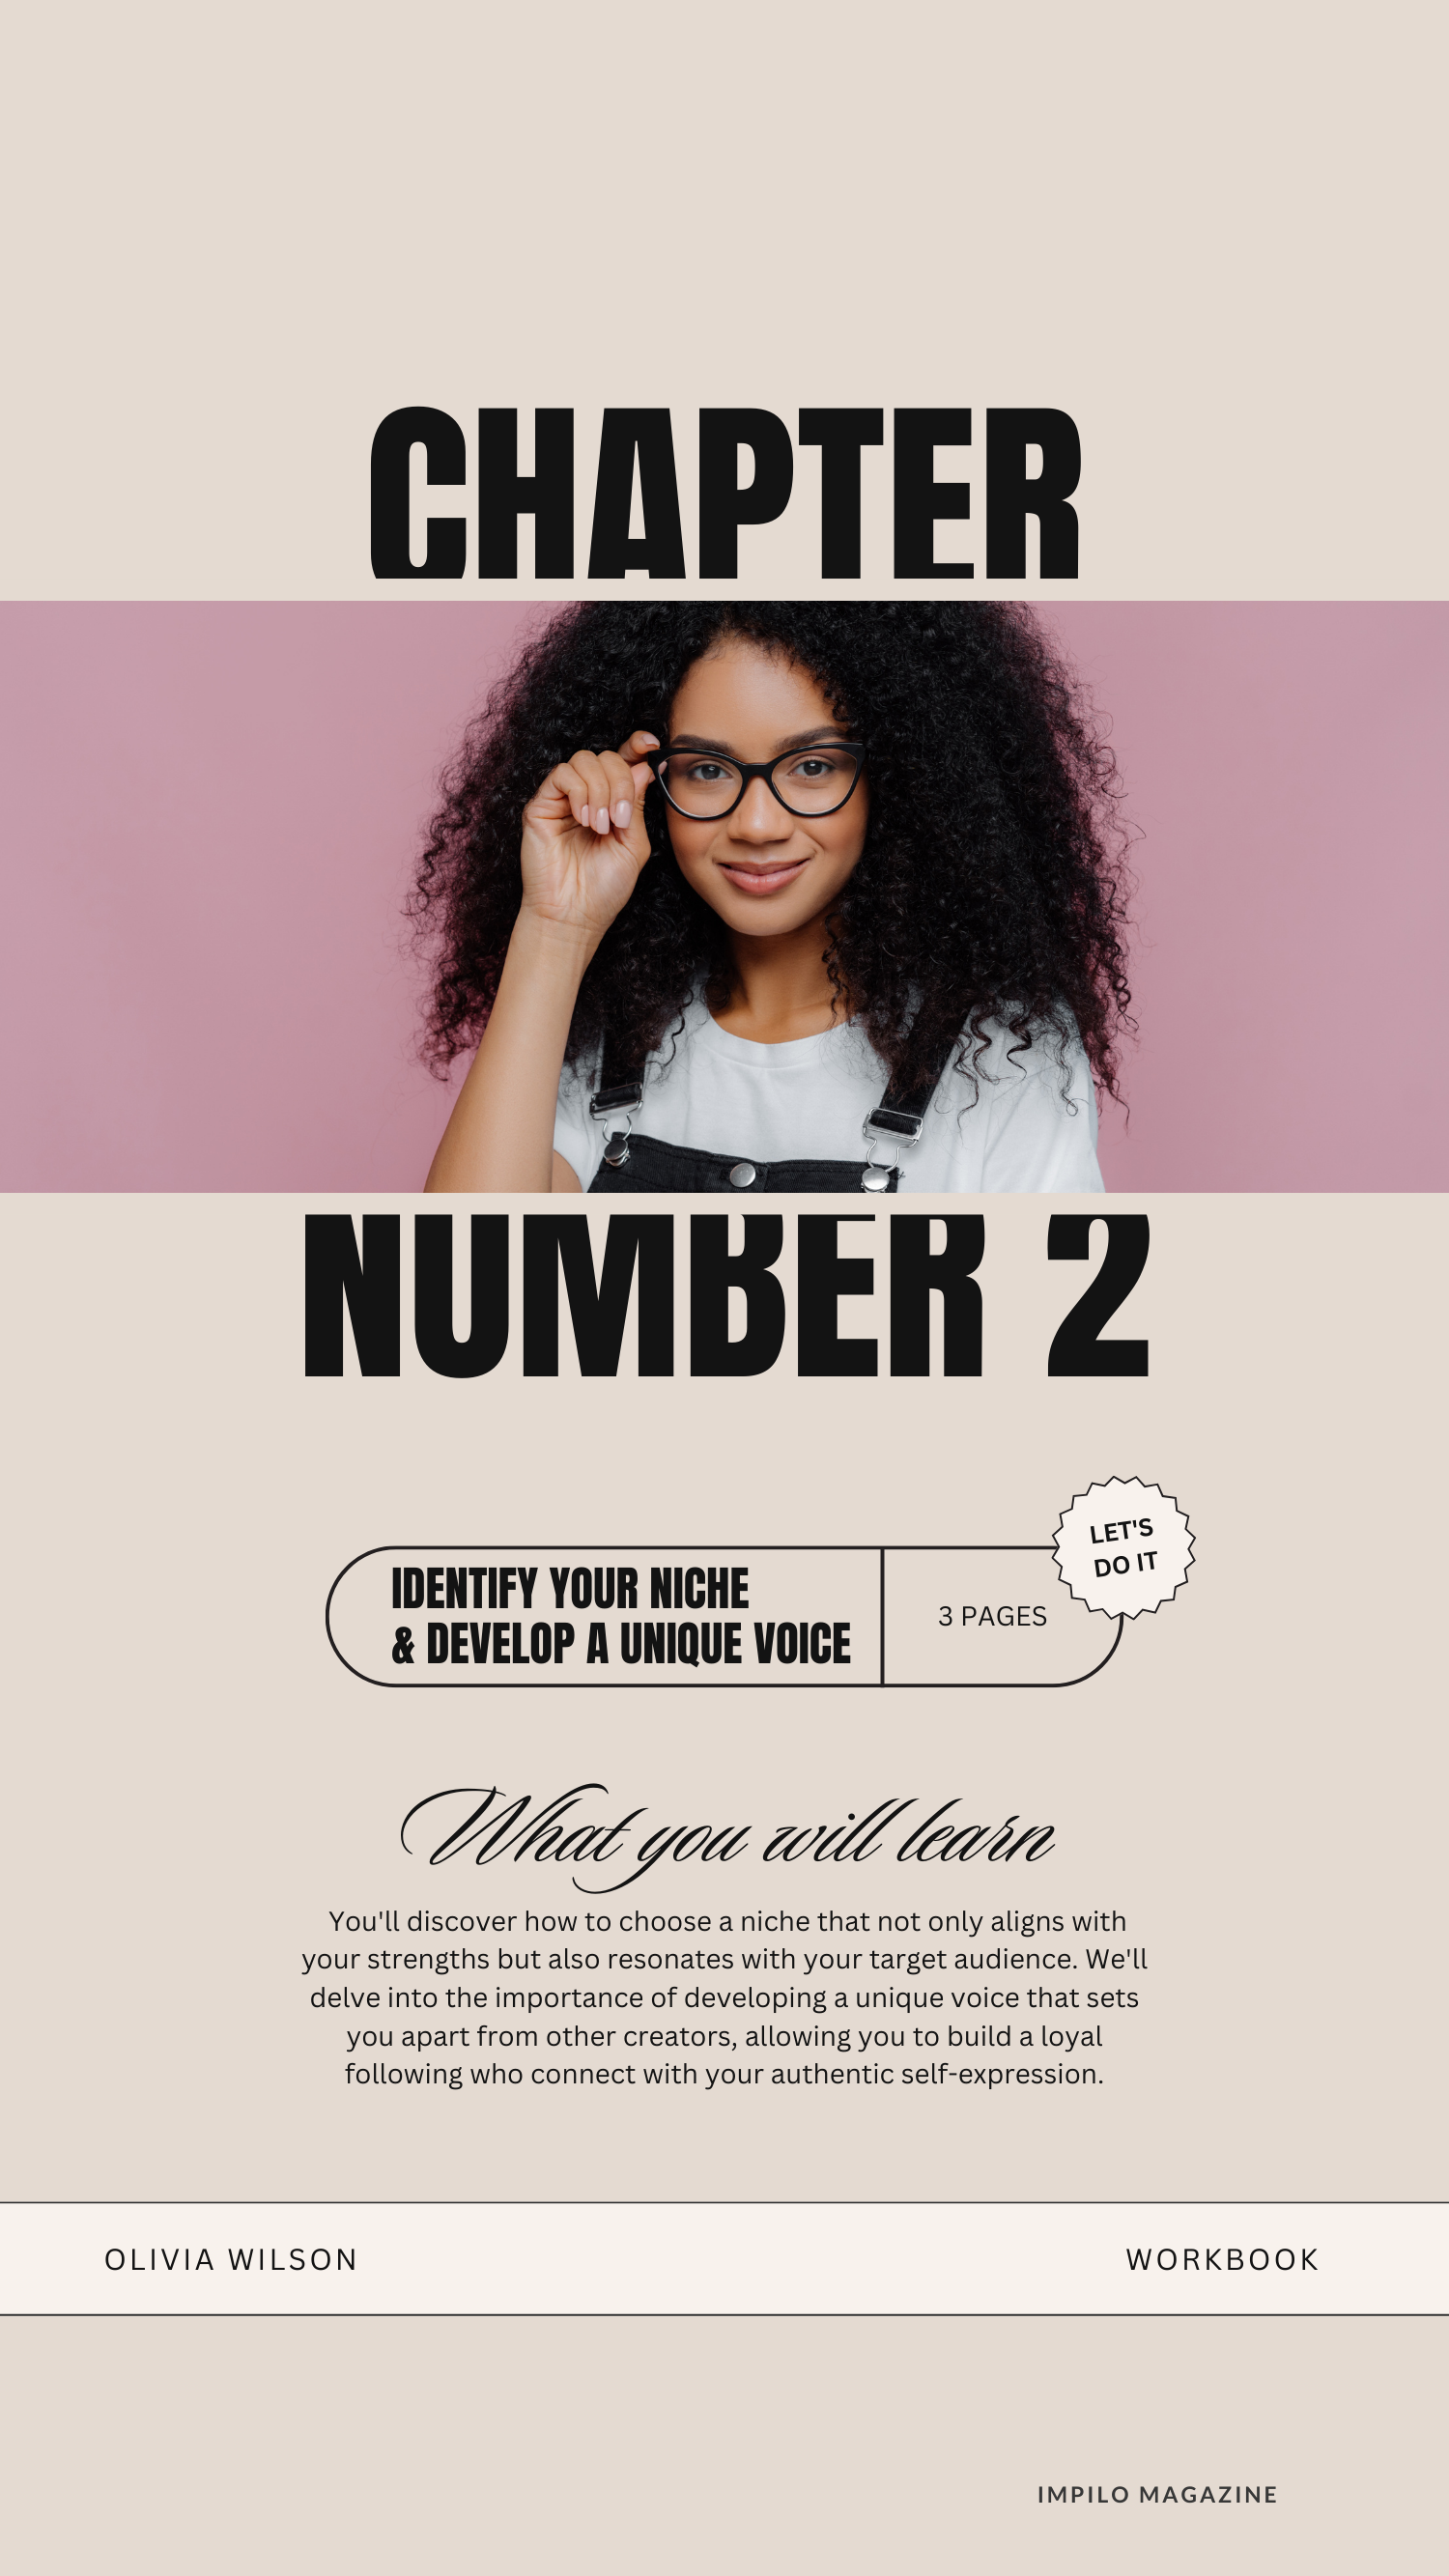 CHAPTER
NUMBER 2
LET'S
DO IT
IDENTIFY YOUR NICHE
& DEVELOP A UNIQUE VOICE
3 PAGES
What you will learn
You'll discover how to choose a niche that not only aligns with
your strengths but also resonates with your target audience. We'll
delve into the importance of developing a unique voice that sets
you apart from other creators, allowing you to build a loyal
following who connect with your authentic self-expression.
OLIVIA WILSON
WORKBOOK
IMPILO MAGAZINE